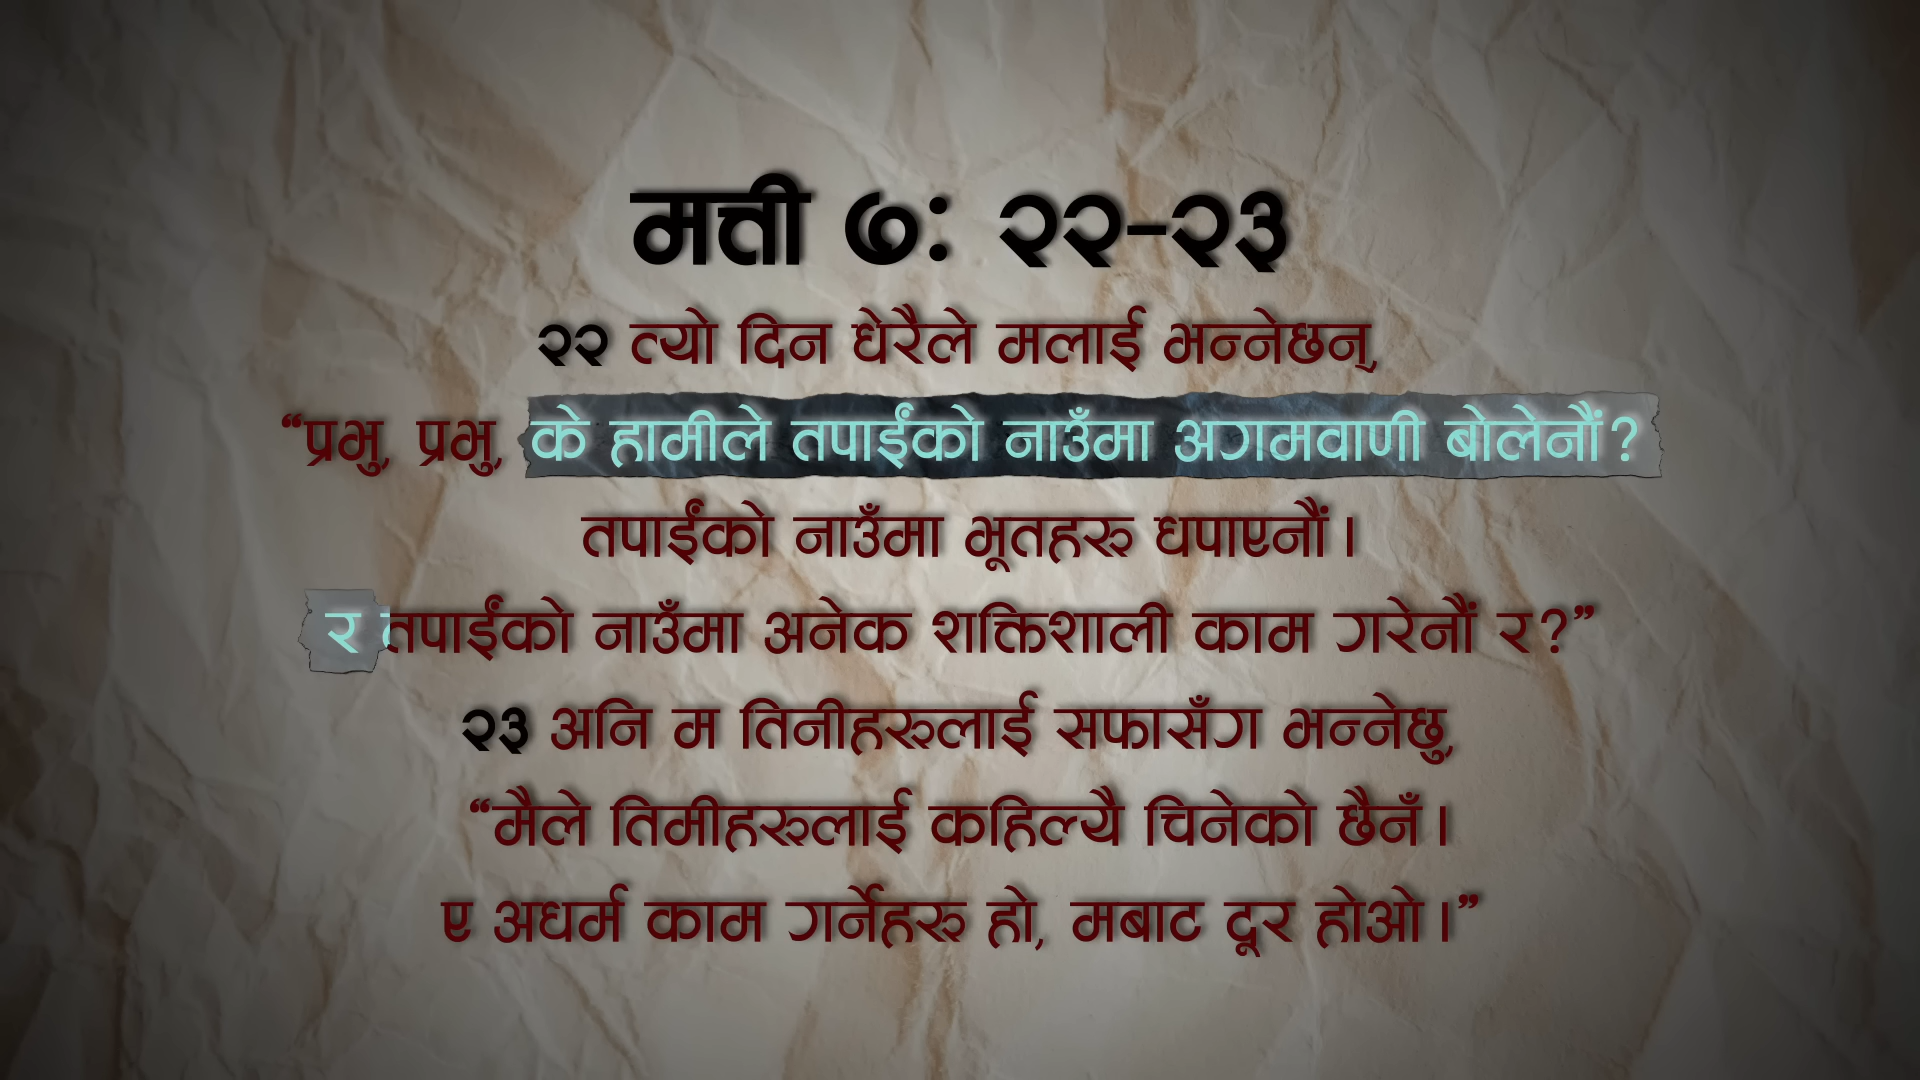 मत्ती ७: २२-२३
२२ त्यो दिन धेरैले मलाई भन्नेछन्,
“प्रभु, प्रभु, के हामीले तपाईंको नाउँमा अगमवाणी बोलेनौं?
तपाईंको नाउँमा भूतहरु धपाएनौं।
र तपाईंको नाउँमा अनेक शक्तिशाली काम गरेनौं र?”
२३ अनि म तिनीहरुलाई सफासँग भन्नेछु,
“मैले तिमीहरुलाई कहिल्यै चिनेको छैनँ।
ए अधर्म काम गर्नेहरु हो, मबाट दूर होओ।”